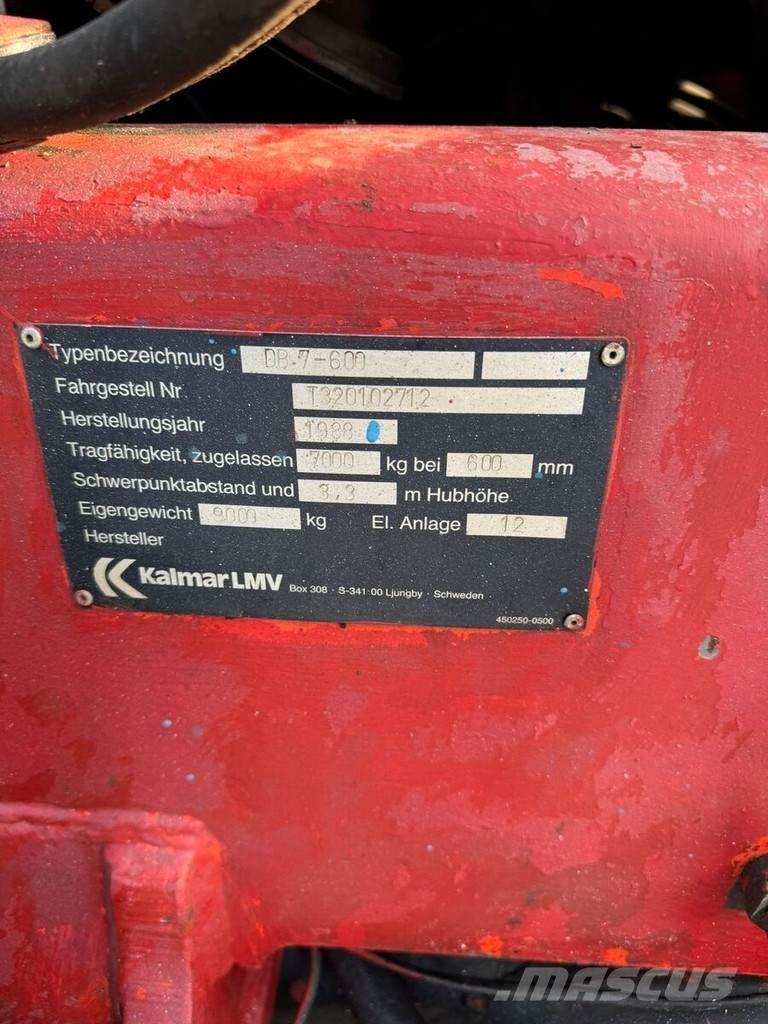 Typenbezeichnung DB.7-600
Fahrgestell Nr. T32010.2712
Herstellungsjahr 1988
Tragfähigkeit, zugelassen 7000 kg bei 600 mm
Schwerpunktabstand und 3,3 m Hubhöhe.
Eigengewicht 9000 kg El. Anlage 12
Hersteller
Kalmar LMV Box 308 · S-341 00 Ljungby · Schweden
450250-0500
MASCUS